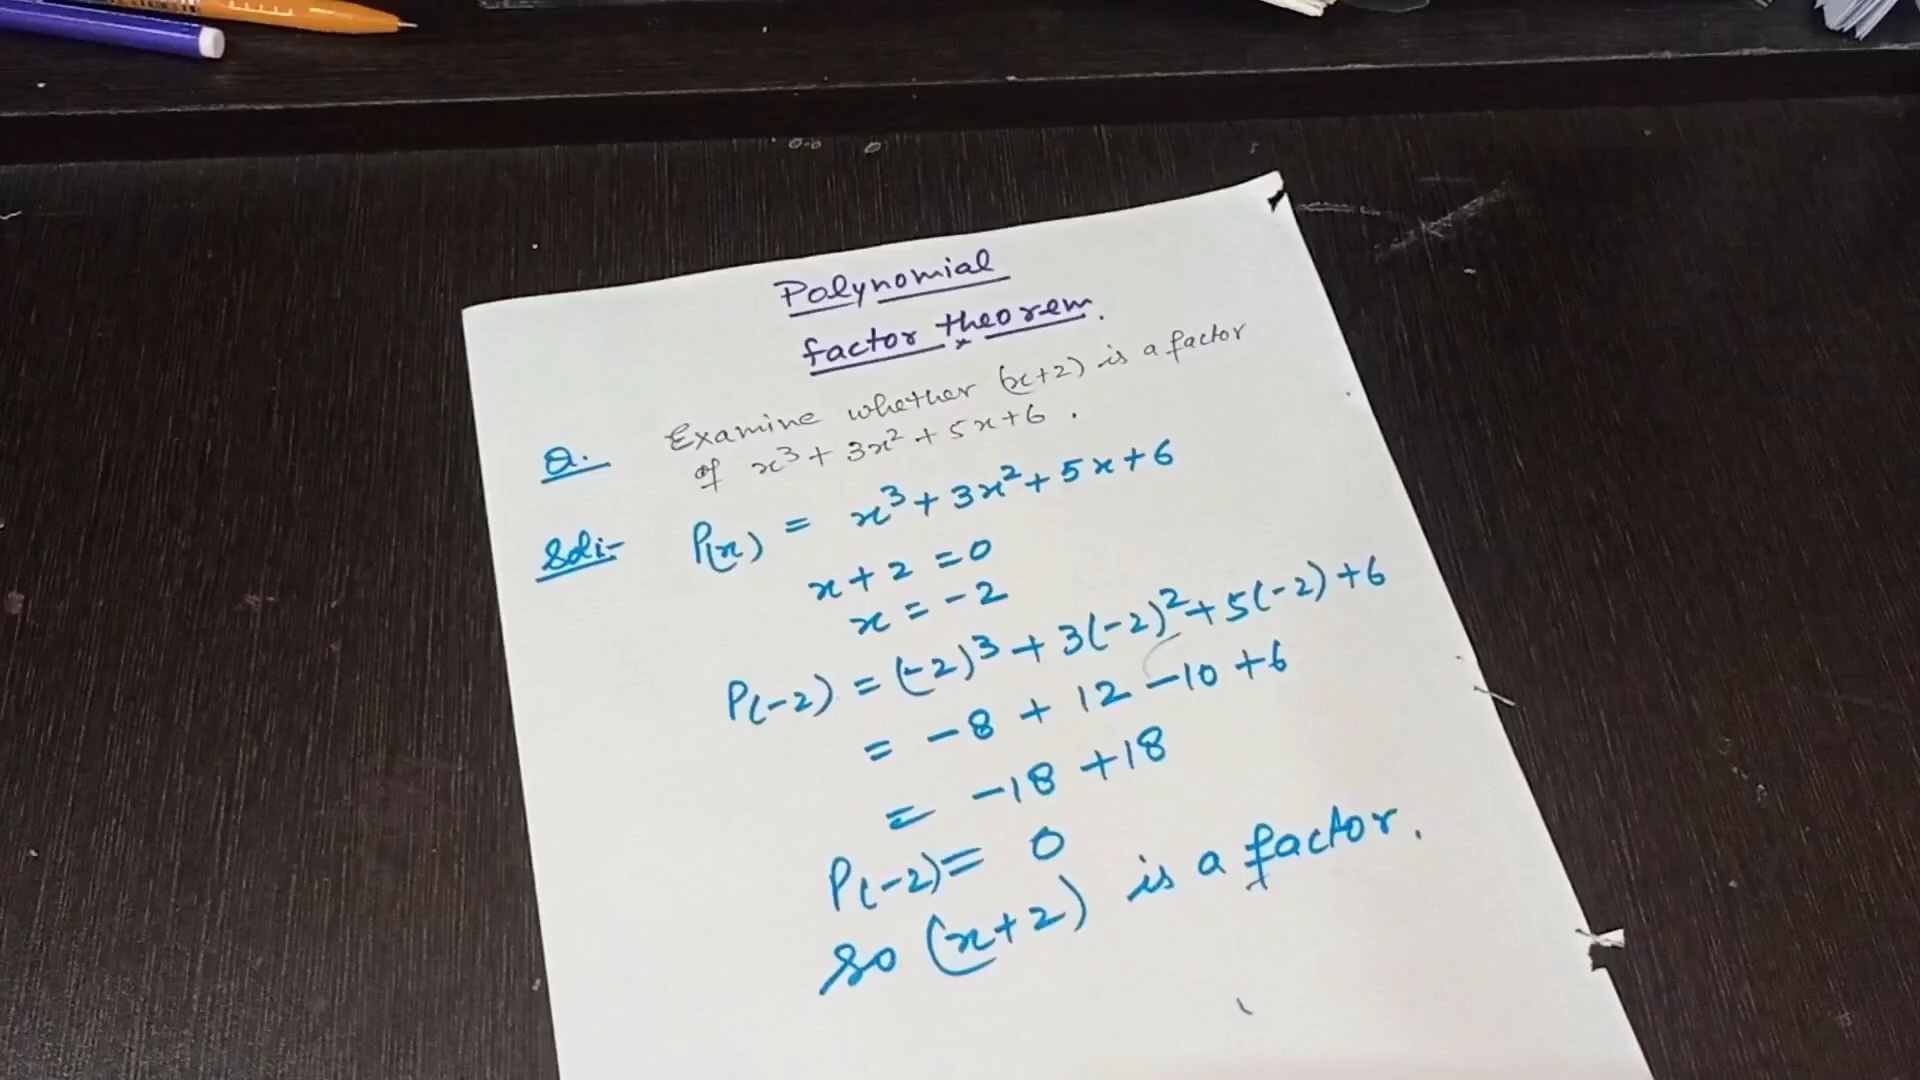 Polynomial
factor theorem.
Q. Examine whether (x+2) is a factor
of x³ + 3x² + 5x+6 .
Sol:- P(x) = x³ + 3x² + 5x+6
x+2 =0
x = -2
P(-2) = (-2)³ + 3(-2)² + 5(-2) +6
= -8 + 12 -10 +6
= -18 +18
P(-2)= 0
so (x+2) is a factor.